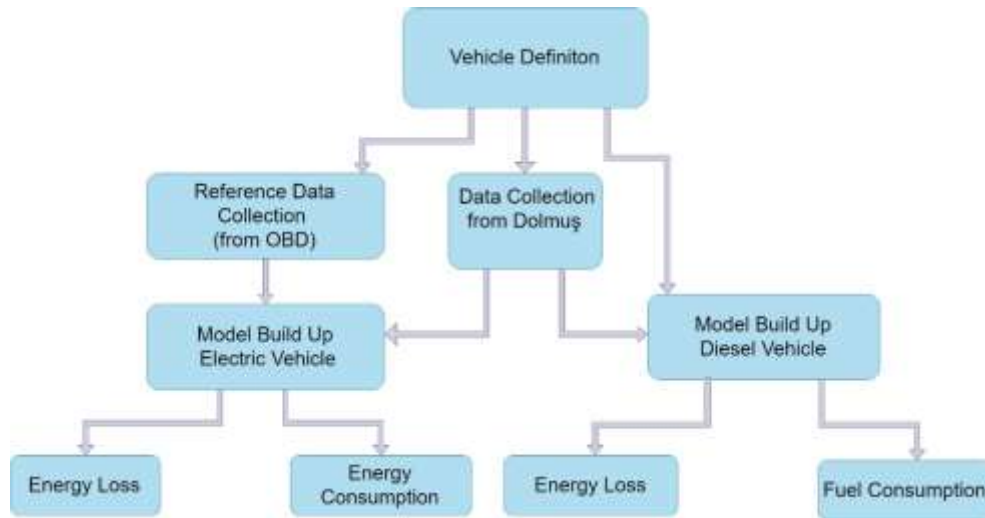 Vehicle Definiton
Reference Data
Collection
(from OBD)
Data Collection
from Dolmuş
Model Build Up
Electric Vehicle
Model Build Up
Diesel Vehicle
Energy Loss
Energy
Consumption
Energy Loss
Fuel Consumption